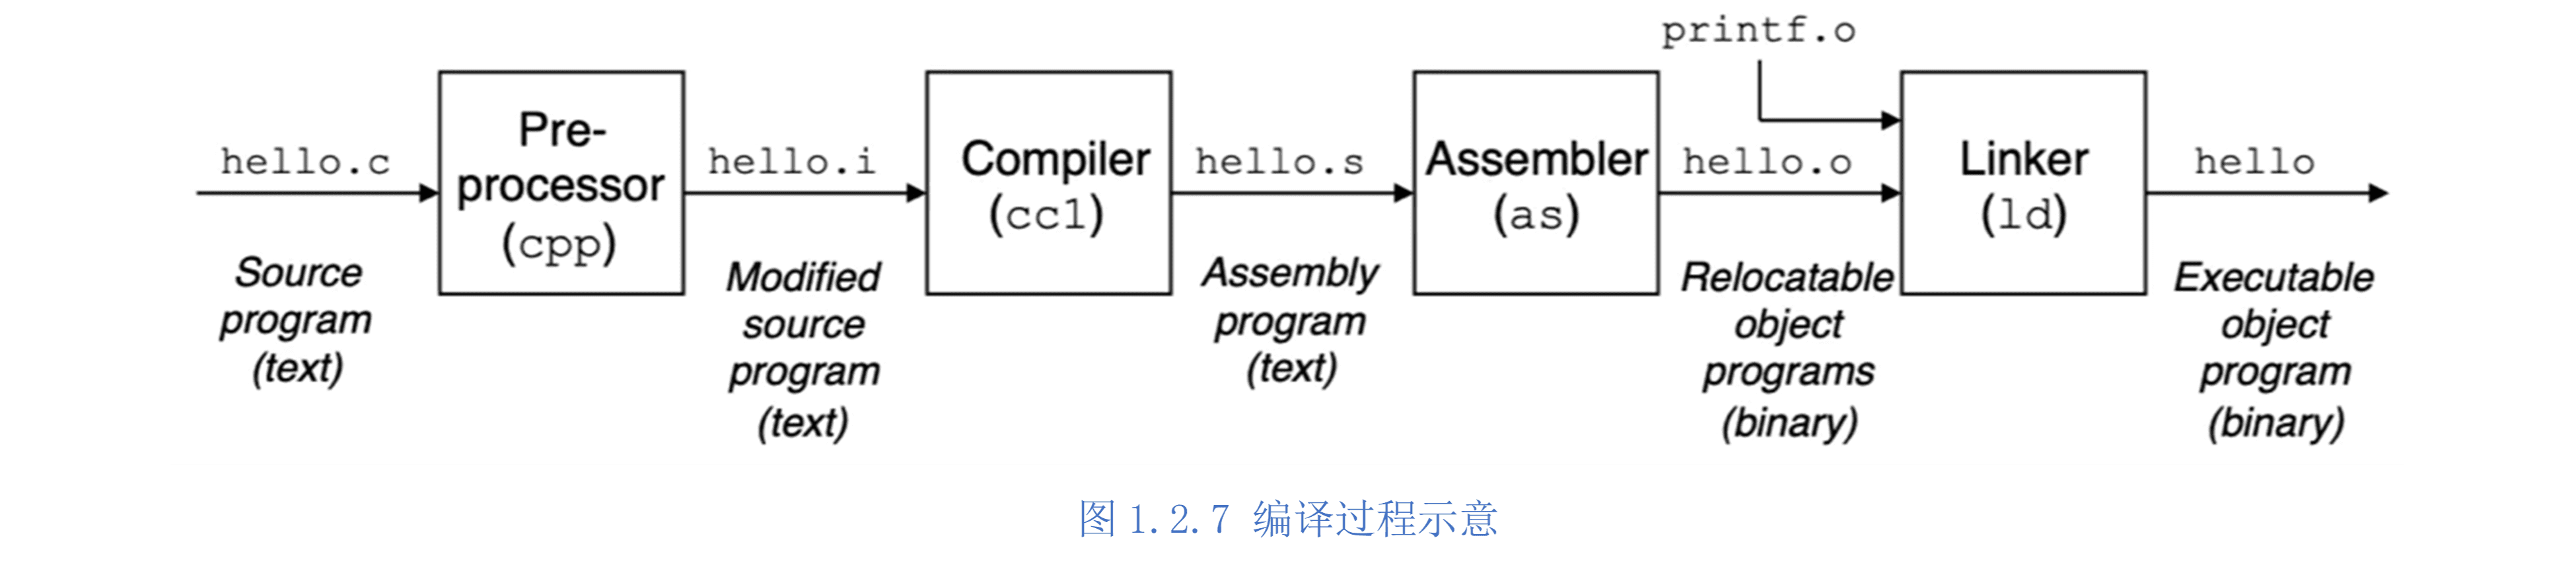 printf.o
hello.c
Pre-
processor
(cpp)
hello.i
Compiler
(cc1)
hello.s
Assembler
(as)
hello.o
Linker
(ld)
hello
Source
program
(text)
Modified
source
program
(text)
Assembly
program
(text)
Relocatable
object
programs
(binary)
Executable
object
program
(binary)
图 1.2.7 编译过程示意